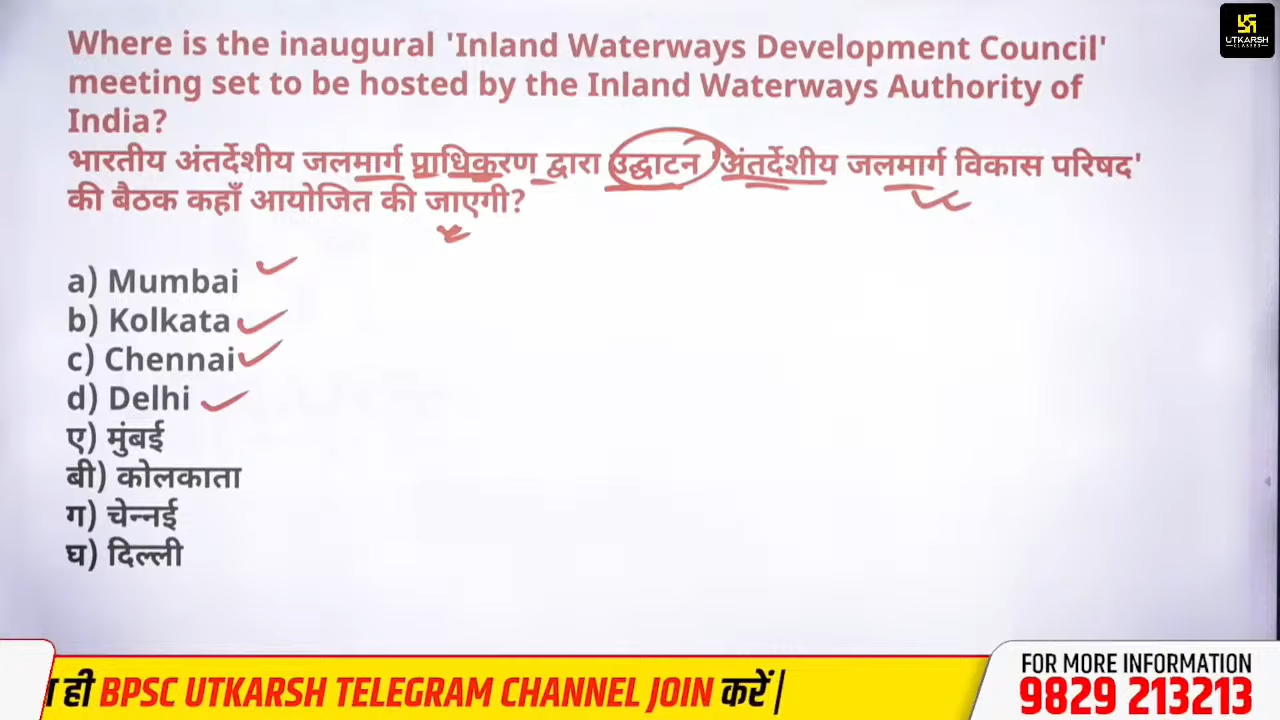 Where is the inaugural 'Inland Waterways Development Council'
meeting set to be hosted by the Inland Waterways Authority of
India?
भारतीय अंतर्देशीय जलमार्ग प्राधिकरण द्वारा उद्घाटन 'अंतर्देशीय जलमार्ग विकास परिषद'
की बैठक कहाँ आयोजित की जाएगी?
a) Mumbai
b) Kolkata
c) Chennai
d) Delhi
ए) मुंबई
बी) कोलकाता
ग) चेन्नई
घ) दिल्ली
UTKARSH
CLASSES
ही BPSC UTKARSH TELEGRAM CHANNEL JOIN करें |
FOR MORE INFORMATION
9829 213213